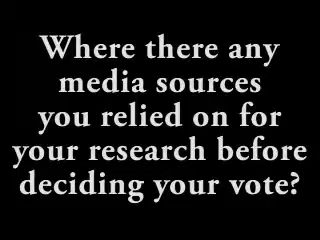 Where there any
media sources
you relied on for
your research before
deciding your vote?